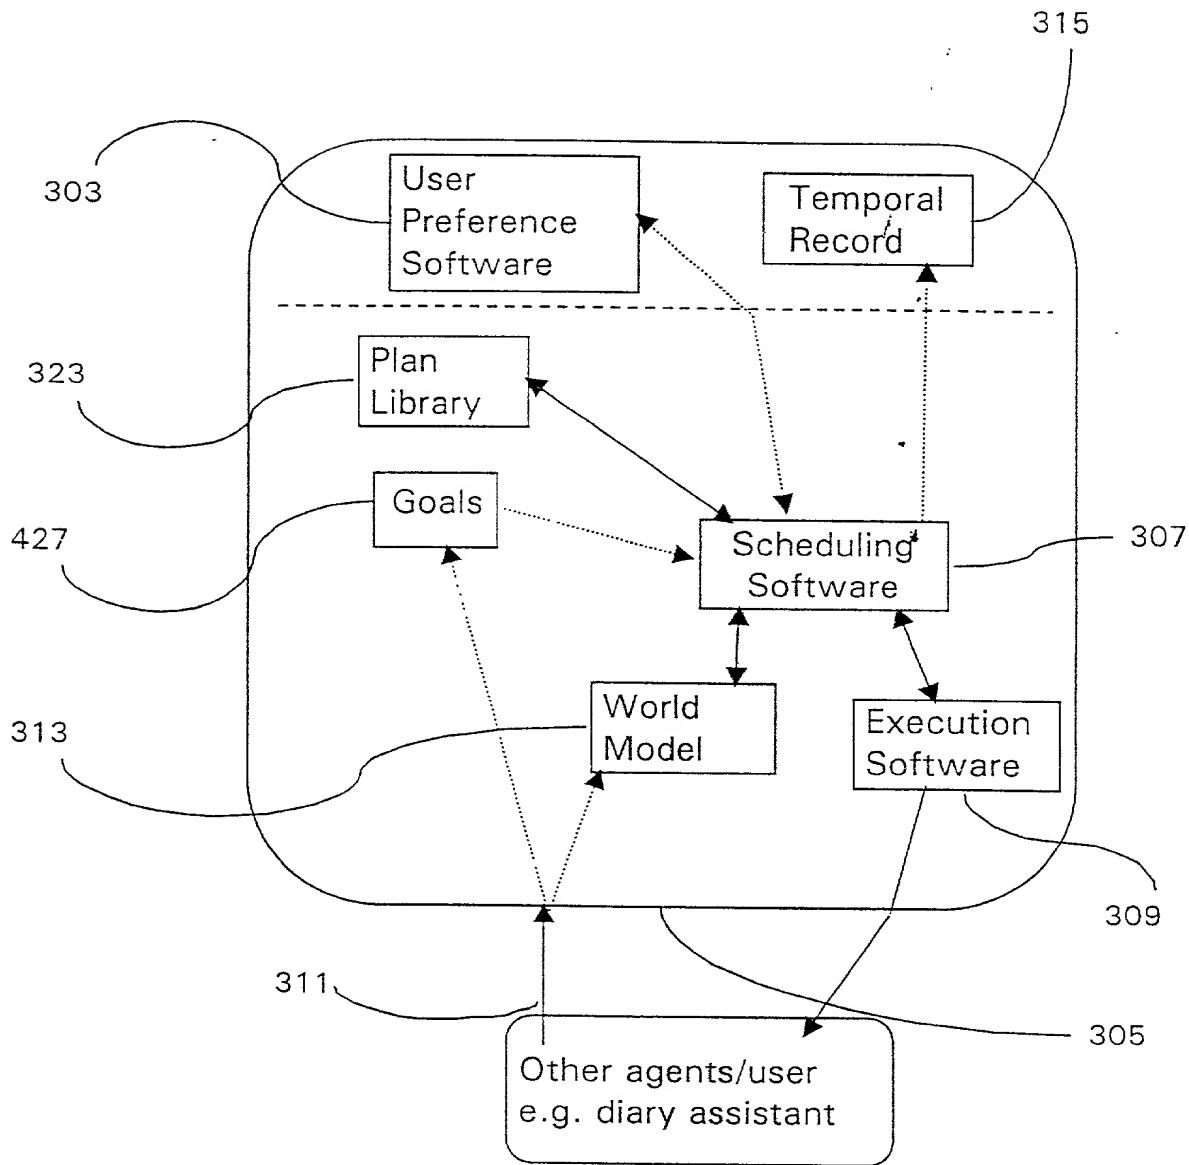 315
303
User
Preference
Software
Temporal
Record
323
Plan
Library
427
Goals
Scheduling
Software
307
313
World
Model
Execution
Software
309
311
305
Other agents/user
e.g. diary assistant